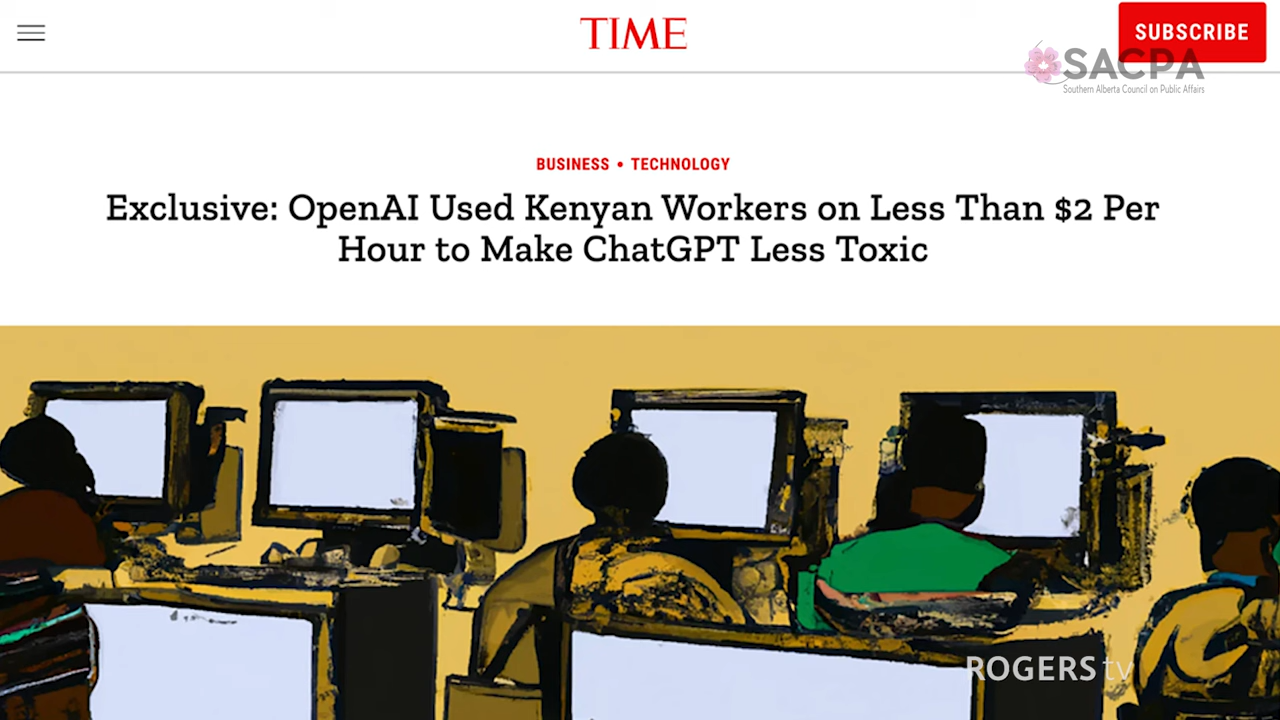 TIME
SUBSCRIBE
SACPA
Southern Alberta Council on Public Affairs
BUSINESS • TECHNOLOGY
Exclusive: OpenAI Used Kenyan Workers on Less Than $2 Per
Hour to Make ChatGPT Less Toxic
ROGERS tv